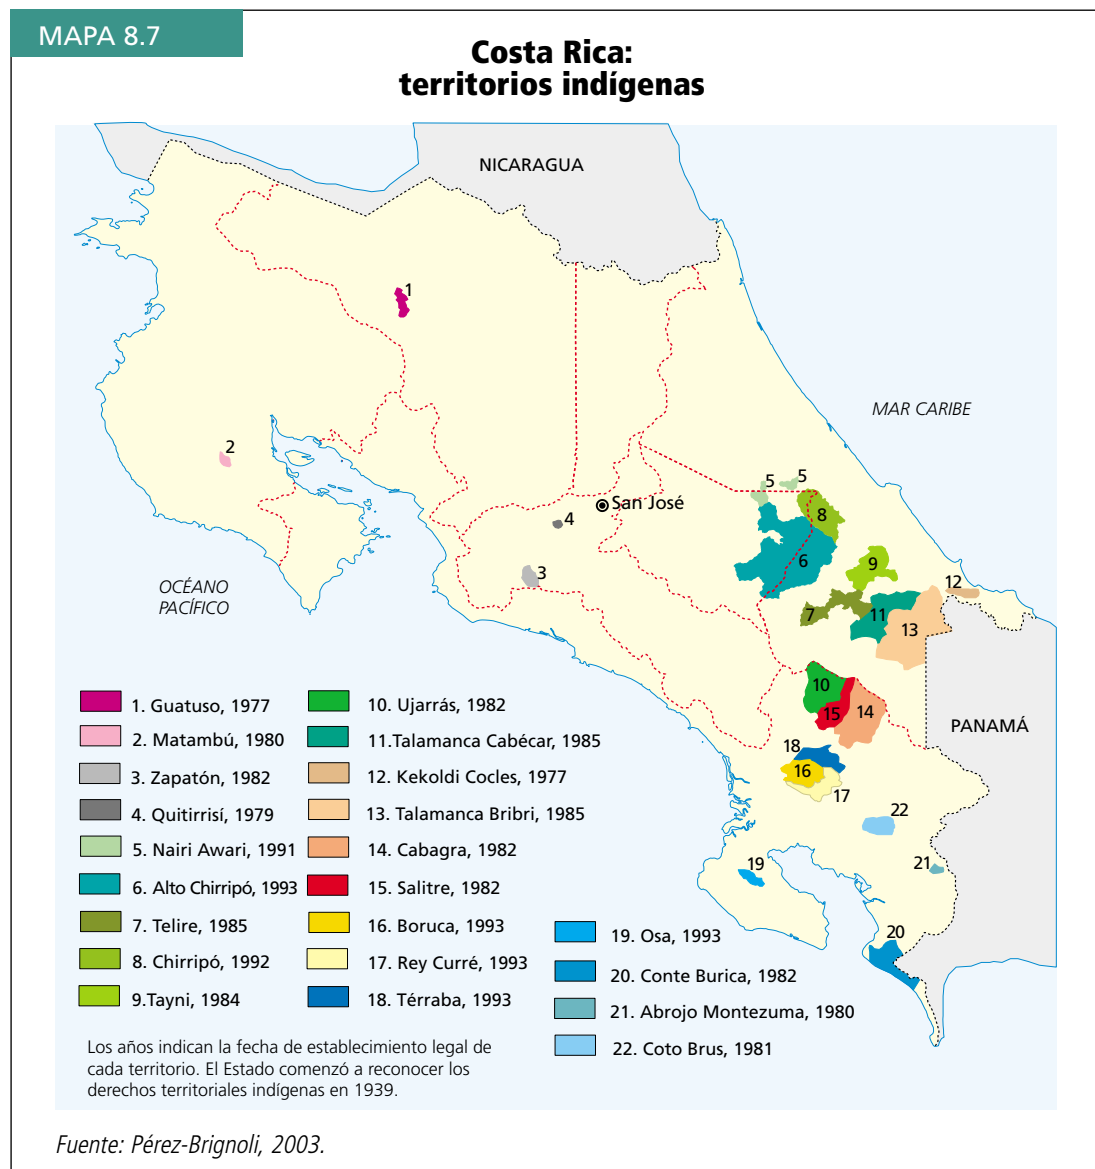 MAPA 8.7
Costa Rica:
territorios indígenas
NICARAGUA
1
MAR CARIBE
2
5
5
San José
8
4
6
9
3
OCÉANO
PACÍFICO
12
7
11
13
10
15
14
PANAMÁ
18
16
17
22
19
21
20
1. Guatuso, 1977
2. Matambú, 1980
3. Zapatón, 1982
4. Quitirrisí, 1979
5. Nairi Awari, 1991
6. Alto Chirripó, 1993
7. Telire, 1985
8. Chirripó, 1992
9.Tayni, 1984
10. Ujarrás, 1982
11.Talamanca Cabécar, 1985
12. Kekoldi Cocles, 1977
13. Talamanca Bribri, 1985
14. Cabagra, 1982
15. Salitre, 1982
16. Boruca, 1993
17. Rey Curré, 1993
18. Térraba, 1993
19. Osa, 1993
20. Conte Burica, 1982
21. Abrojo Montezuma, 1980
22. Coto Brus, 1981
Los años indican la fecha de establecimiento legal de
cada territorio. El Estado comenzó a reconocer los
derechos territoriales indígenas en 1939.
Fuente: Pérez-Brignoli, 2003.